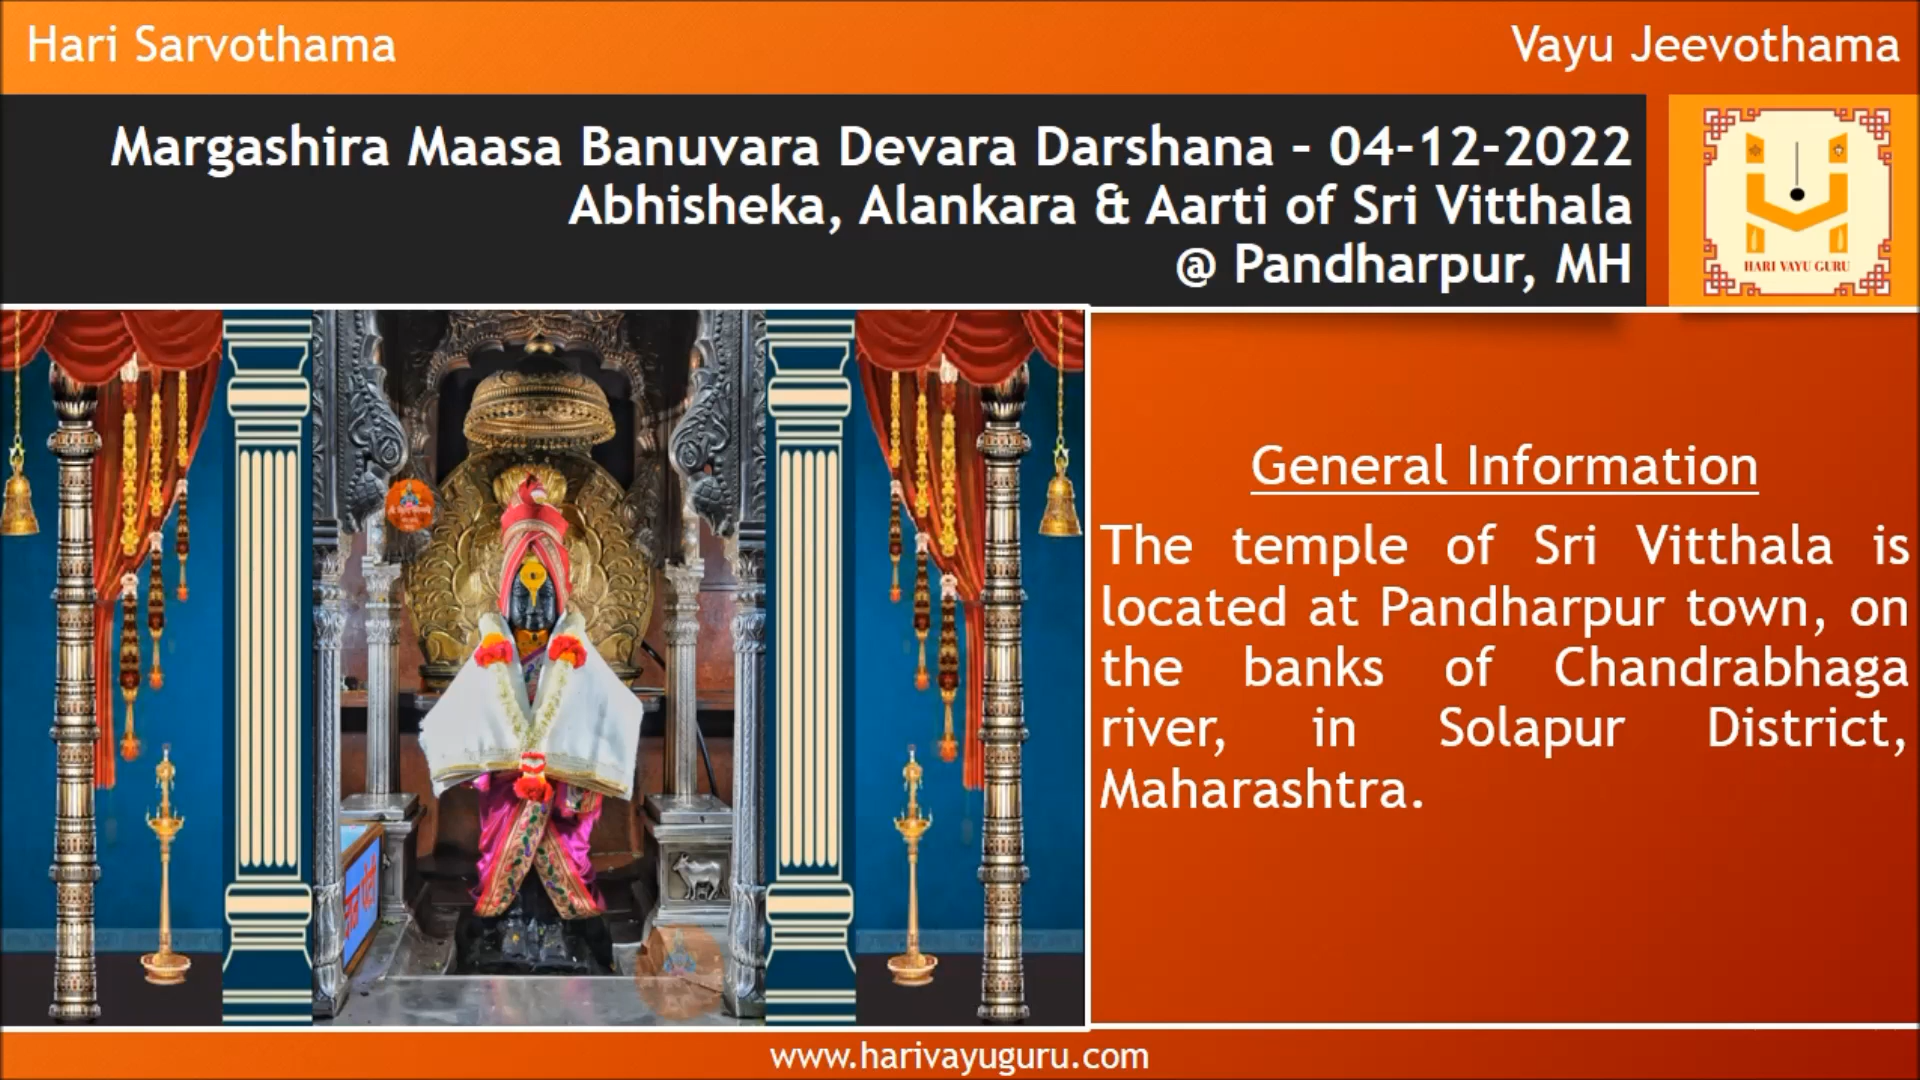 Hari Sarvothama
Vayu Jeevothama
Margashira Maasa Banuvara Devara Darshana – 04-12-2022
Abhisheka, Alankara & Aarti of Sri Vitthala
@ Pandharpur, MH
HARI VAYU GURU
General Information
The temple of Sri Vitthala is
located at Pandharpur town, on
the banks of Chandrabhaga
river, in Solapur District,
Maharashtra.
www.harivayuguru.com